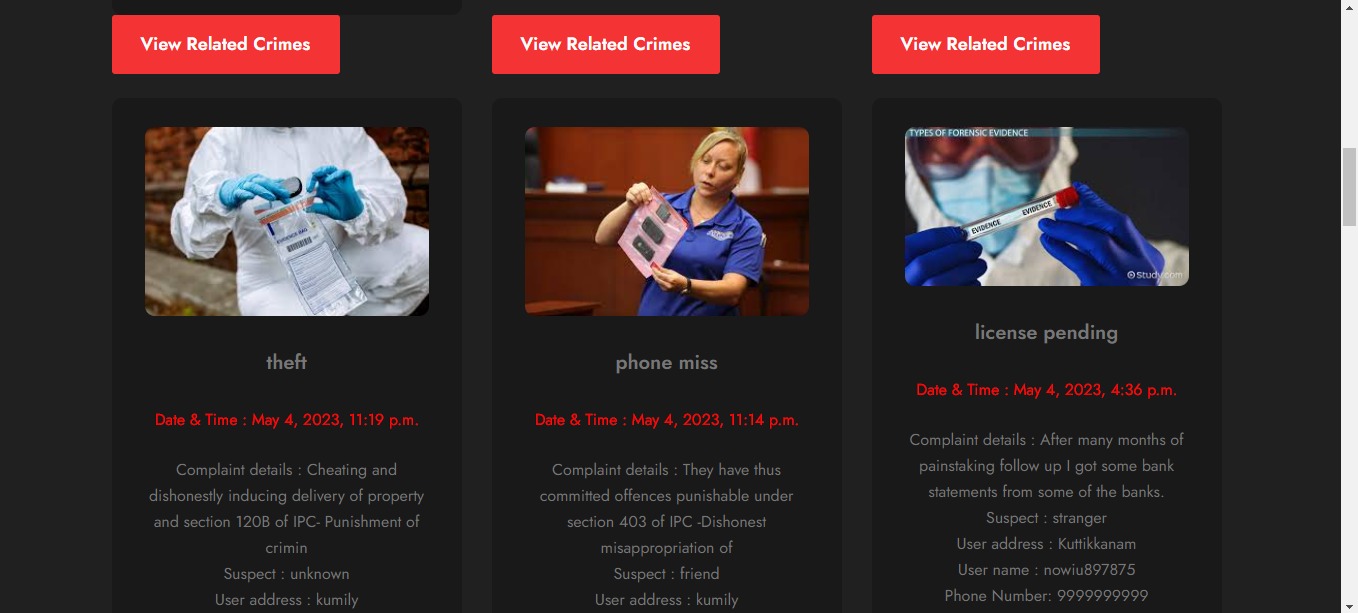 View Related Crimes
View Related Crimes
View Related Crimes
EVIDENCE BAG
theft
Date & Time : May 4, 2023, 11:19 p.m.
Complaint details : Cheating and
dishonestly inducing delivery of property
and section 120B of IPC- Punishment of
crimin
Suspect : unknown
User address : kumily
phone miss
Date & Time : May 4, 2023, 11:14 p.m.
Complaint details : They have thus
committed offences punishable under
section 403 of IPC -Dishonest
misappropriation of
Suspect : friend
User address : kumily
TYPES OF FORENSIC EVIDENCE
EVIDENCE
EVIDENCE
Study.com
license pending
Date & Time : May 4, 2023, 4:36 p.m.
Complaint details : After many months of
painstaking follow up I got some bank
statements from some of the banks.
Suspect : stranger
User address : Kuttikkanam
User name : nowiu897875
Phone Number: 9999999999